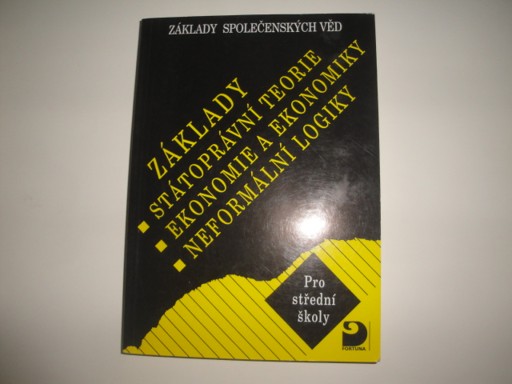 ZÁKLADY SPOLEČENSKÝCH VĚD
ZÁKLADY
STÁTOPRÁVNÍ TEORIE
EKONOMIE A EKONOMIKY
NEFORMÁLNÍ LOGIKY
Pro
střední
školy
FORTUNA